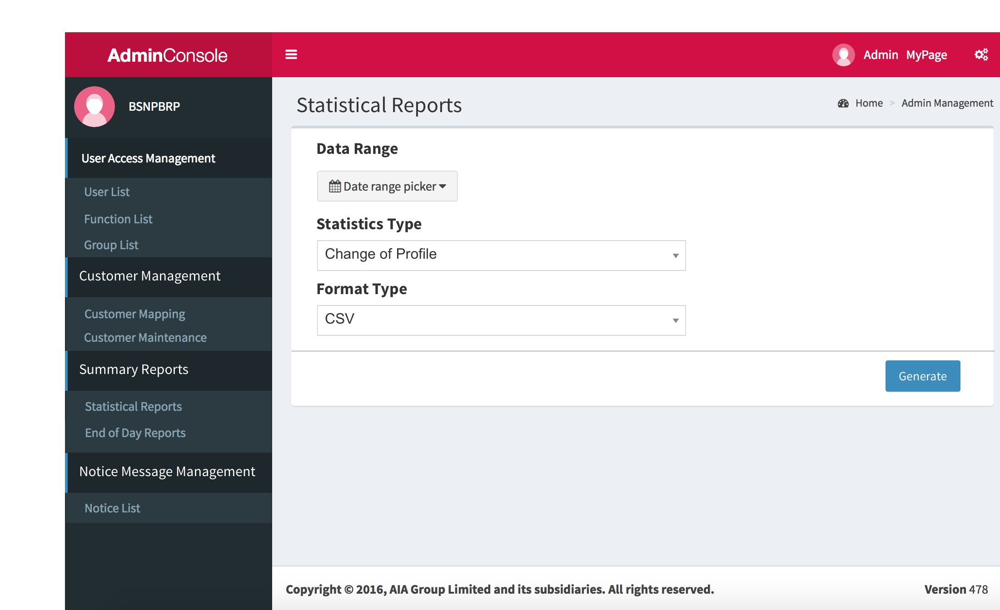 AdminConsole
Admin MyPage
BSNPBRP
User Access Management
User List
Function List
Group List
Customer Management
Customer Mapping
Customer Maintenance
Summary Reports
Statistical Reports
End of Day Reports
Notice Message Management
Notice List
Statistical Reports
Home > Admin Management
Data Range
Date range picker
Statistics Type
Change of Profile
Format Type
CSV
Generate
Copyright © 2016, AIA Group Limited and its subsidiaries. All rights reserved.
Version 478